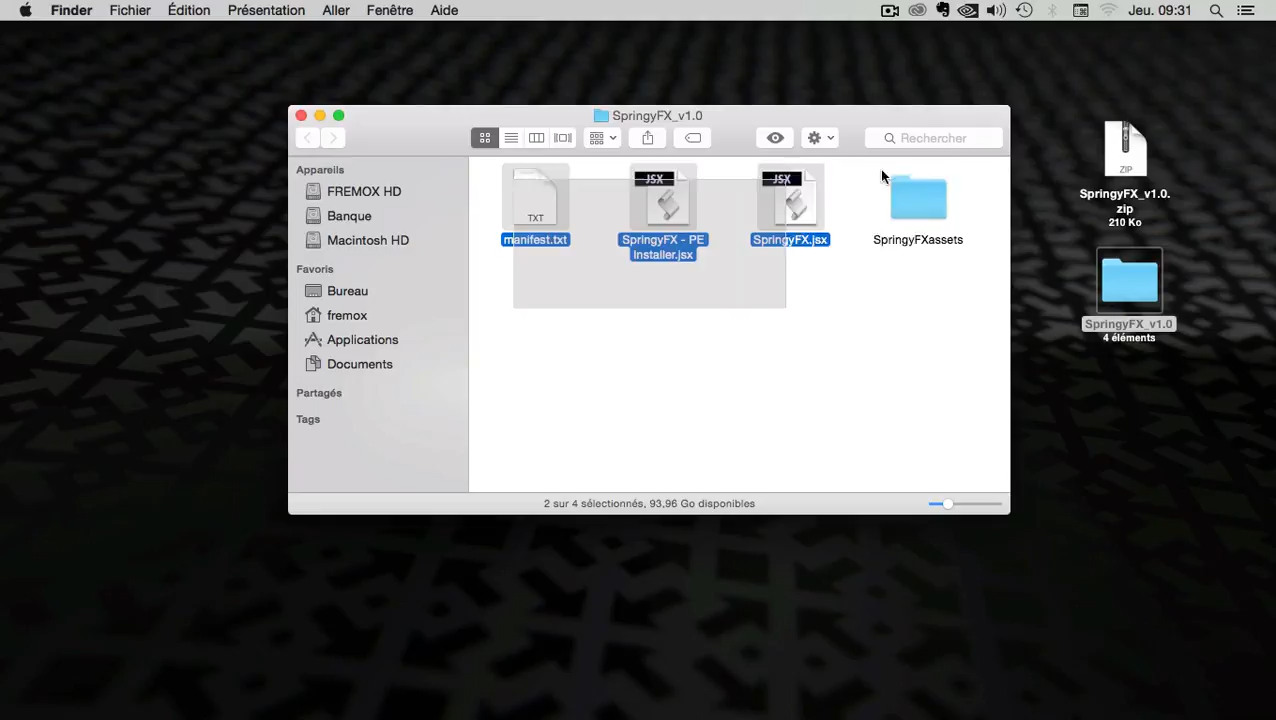 Finder Fichier Édition Présentation Aller Fenêtre Aide Jeu. 09:31
SpringyFX_v1.0
Rechercher
Appareils
FREMOX HD
Banque
Macintosh HD
Favoris
Bureau
fremox
Applications
Documents
Partagés
Tags
TXT
manifest.txt
JSX
SpringyFX - PE
Installer.jsx
JSX
SpringyFX.jsx
SpringyFXassets
2 sur 4 sélectionnés, 93,96 Go disponibles
ZIP
SpringyFX_v1.0.
zip
210 Ko
SpringyFX_v1.0
4 éléments